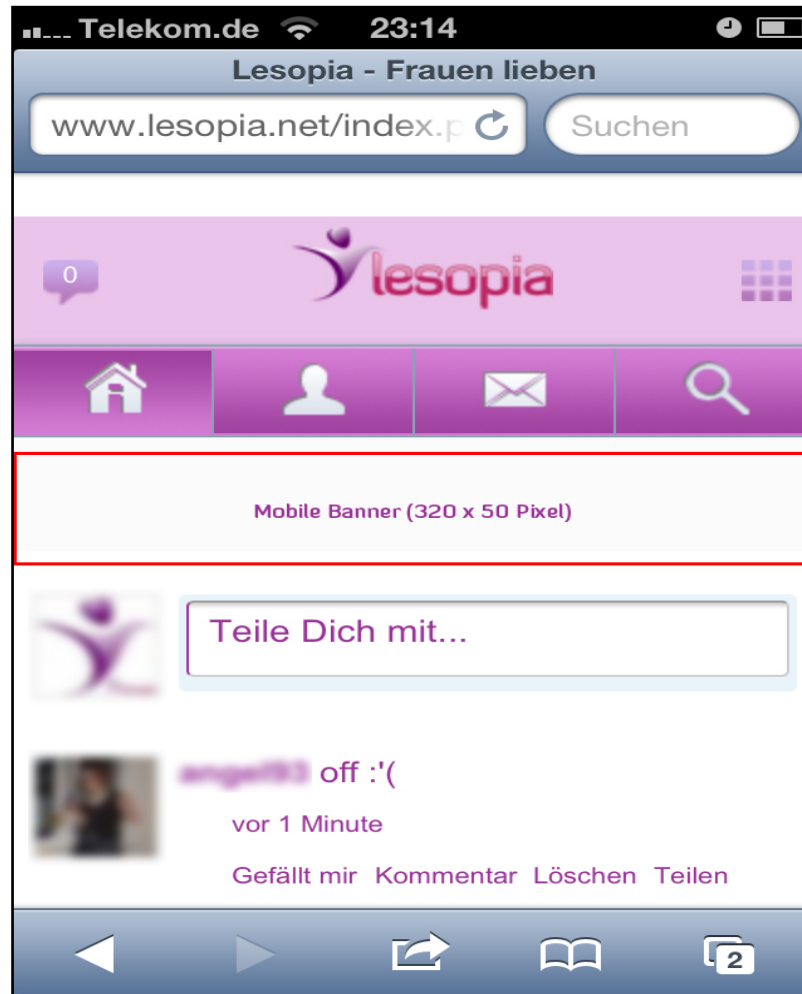 Telekom.de 23:14
Lesopia - Frauen lieben
www.lesopia.net/index.p Suchen
0 lesopia
Mobile Banner (320 x 50 Pixel)
Teile Dich mit...
off :'(
vor 1 Minute
Gefällt mir Kommentar Löschen Teilen
2